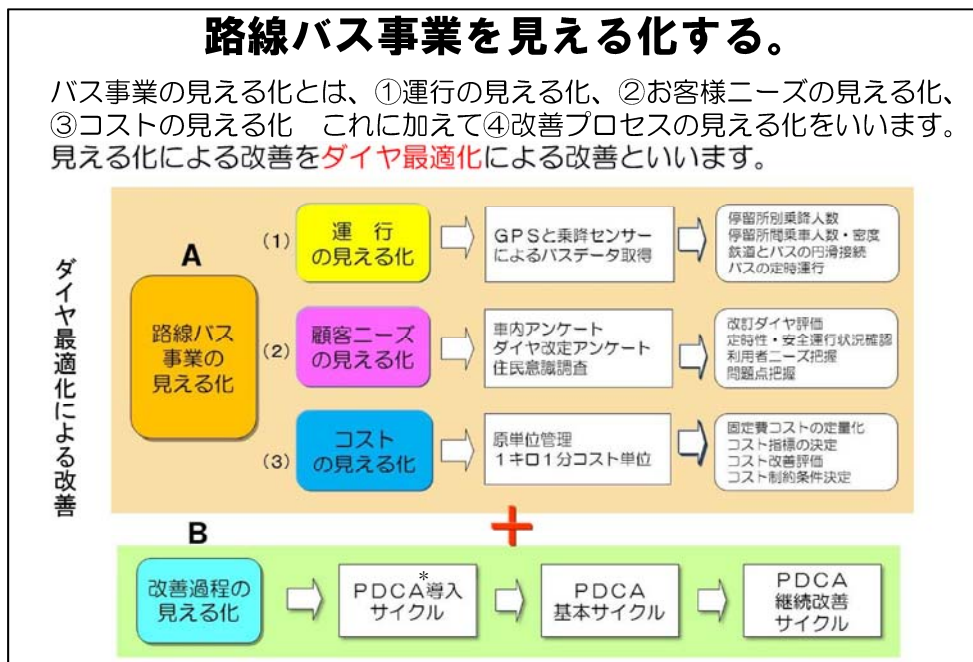 路線バス事業を見える化する。
バス事業の見える化とは、①運行の見える化、②お客様ニーズの見える化、
③コストの見える化　これに加えて④改善プロセスの見える化をいいます。
見える化による改善をダイヤ最適化による改善といいます。
ダイヤ最適化による改善
A
路線バス
事業の
見える化
(1)
運　行
の見える化
ＧＰＳと乗降センサー
によるバスデータ取得
停留所別乗降人数
停留所間乗車人数・密度
鉄道とバスの円滑接続
バスの定時運行
(2)
顧客ニーズ
の見える化
車内アンケート
ダイヤ改定アンケート
住民意識調査
改訂ダイヤ評価
定時性・安全運行状況確認
利用者ニーズ把握
問題点把握
(3)
コスト
の見える化
原単位管理
１キロ１分コスト単位
固定費コストの定量化
コスト指標の決定
コスト改善評価
コスト制約条件決定
＋
B
改善過程の
見える化
ＰＤＣＡ*導入
サイクル
ＰＤＣＡ
基本サイクル
ＰＤＣＡ
継続改善
サイクル